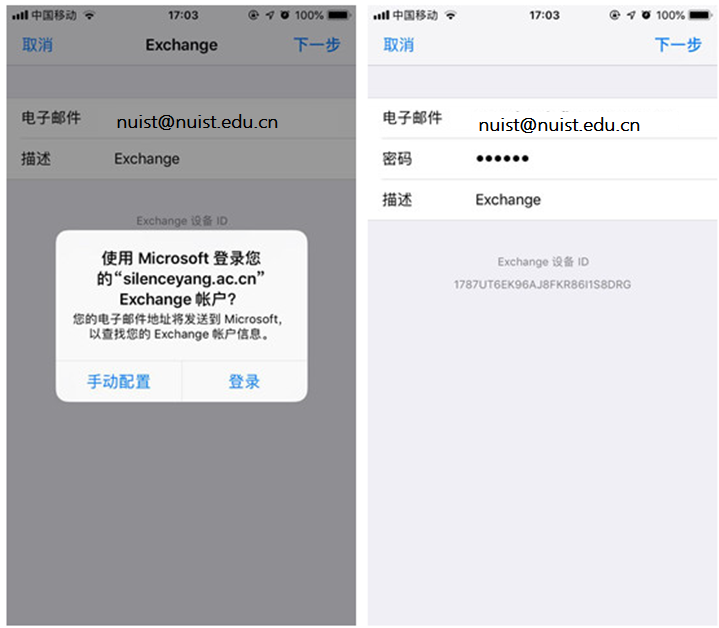 中国移动 17:03 100%
取消 Exchange 下一步
电子邮件 nuist@nuist.edu.cn
描述 Exchange
Exchange 设备 ID
使用 Microsoft 登录您
的“silenceyang.ac.cn”
Exchange 帐户？
您的电子邮件地址将发送到 Microsoft，
以查找您的 Exchange 帐户信息。
手动配置 登录
中国移动 17:03 100%
取消 下一步
电子邮件 nuist@nuist.edu.cn
密码 ●●●●●●
描述 Exchange
Exchange 设备 ID
1787UT6EK96AJ8FKR86I1S8DRG